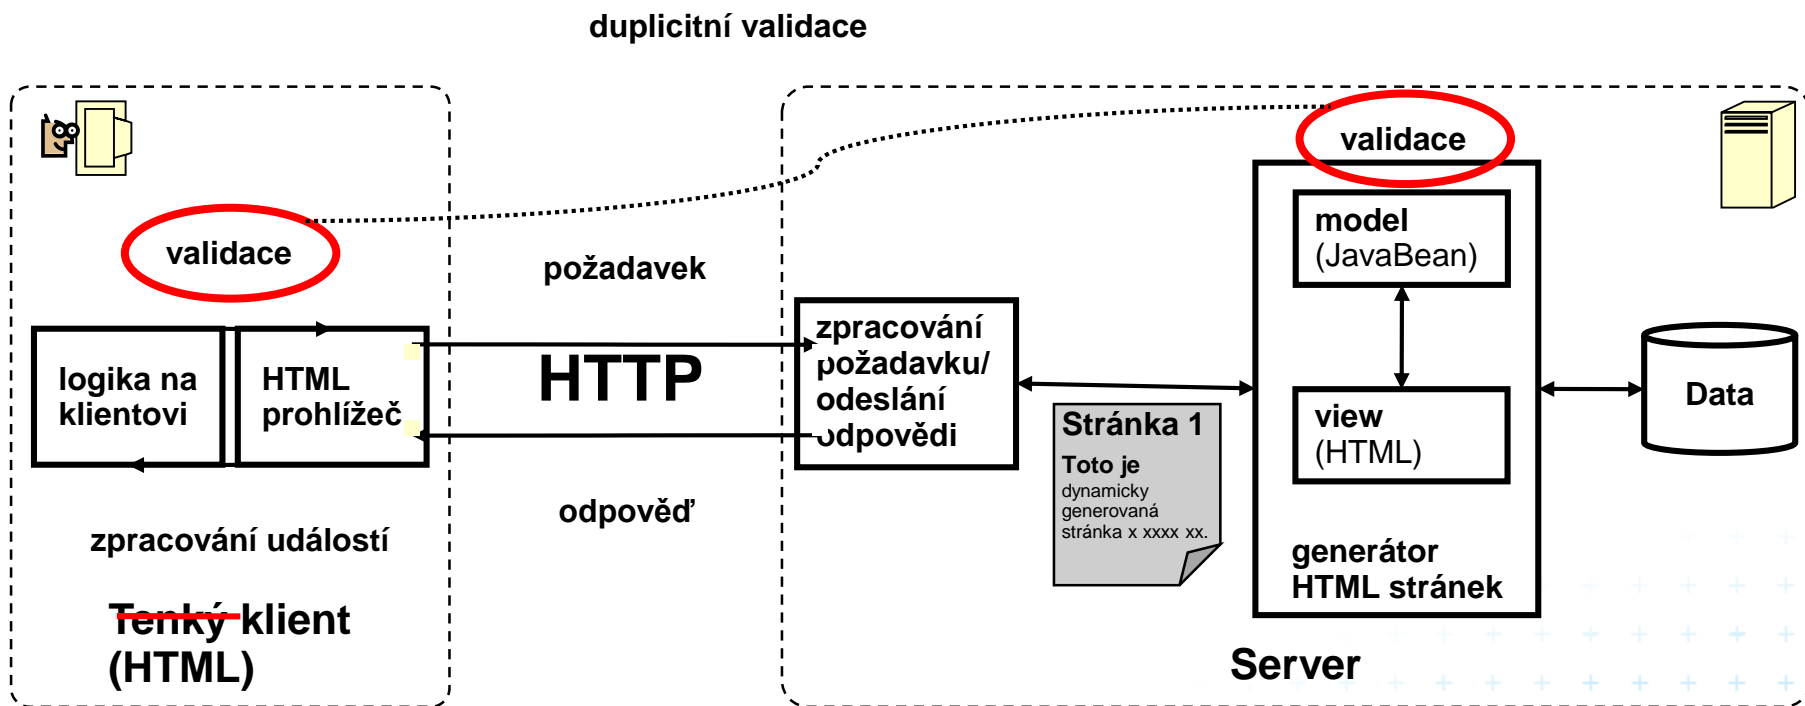 duplicitní validace
validace
logika na
klientovi
HTML
prohlížeč
zpracování událostí
Tenký klient
(HTML)
požadavek
HTTP
odpověď
zpracování
požadavku/
odeslání
odpovědi
Stránka 1
Toto je
dynamicky
generovaná
stránka x xxxx xx.
validace
model
(JavaBean)
view
(HTML)
generátor
HTML stránek
Data
Server